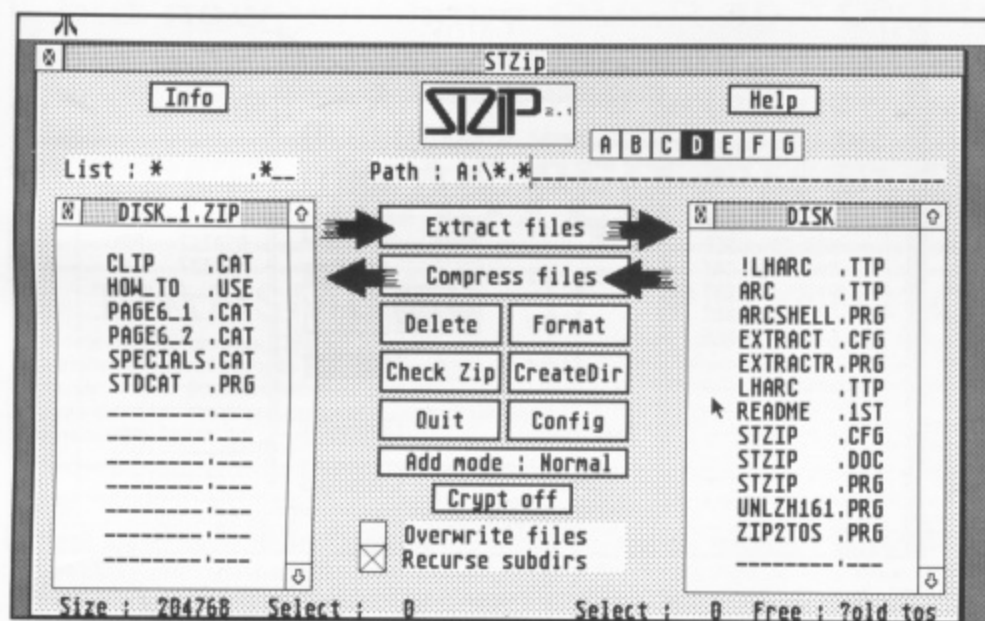 STZip
Info
STZip 2.1
Help
A B C D E F G
List : * .*__
Path : A:\*.*
DISK_1.ZIP
CLIP .CAT
HOW_TO .USE
PAGE6_1 .CAT
PAGE6_2 .CAT
SPECIALS.CAT
STDCAT .PRG
Extract files
Compress files
Delete
Format
Check Zip
CreateDir
Quit
Config
Add mode : Normal
Crypt off
Overwrite files
Recurse subdirs
DISK
!LHARC .TTP
ARC .TTP
ARCSHELL.PRG
EXTRACT .CFG
EXTRACTR.PRG
LHARC .TTP
README .1ST
STZIP .CFG
STZIP .DOC
STZIP .PRG
UNLZH161.PRG
ZIP2TOS .PRG
Size : 204768 Select : 0
Select : 0 Free : ?old tos